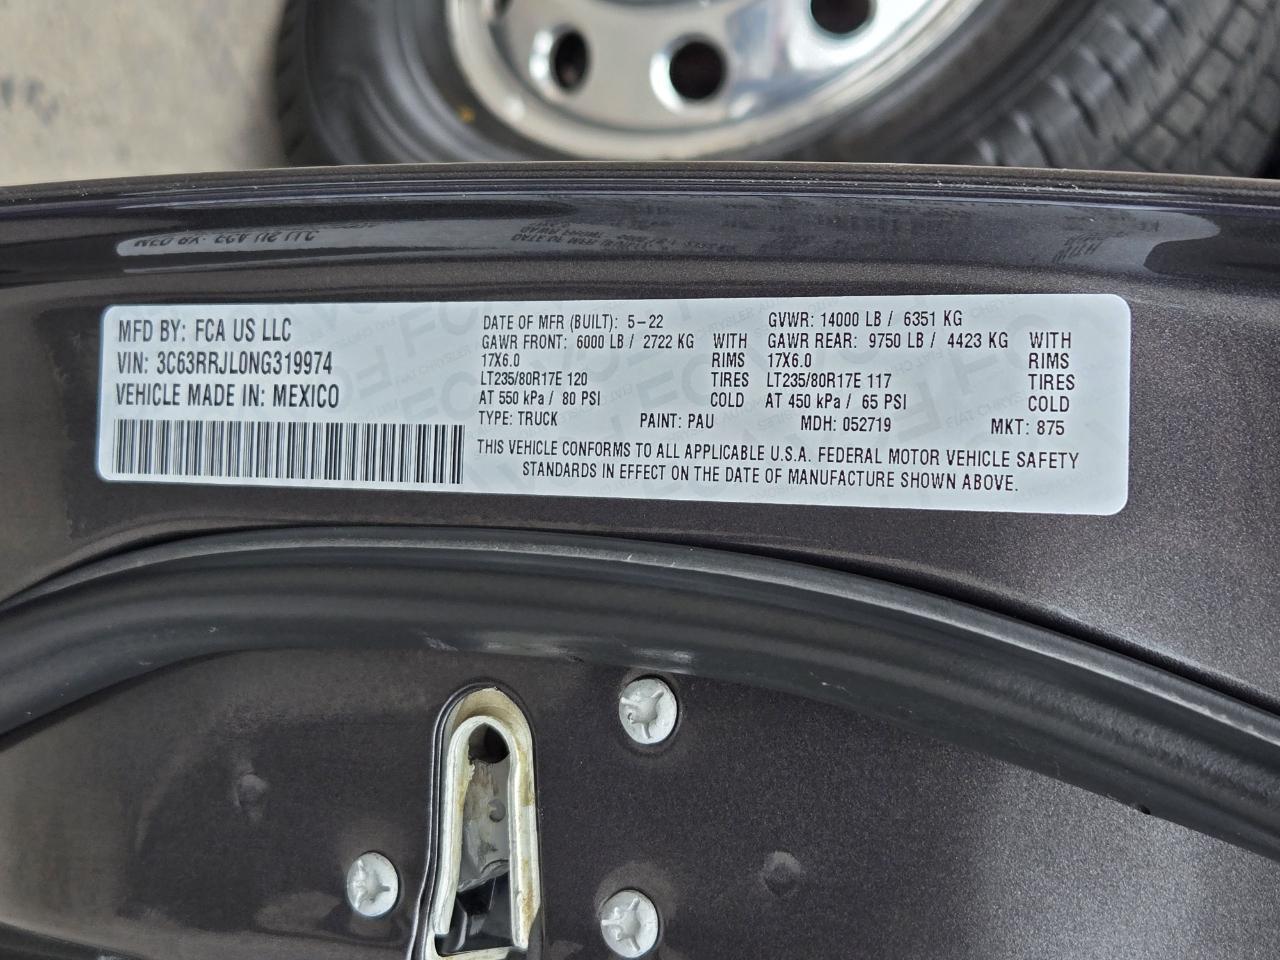 MFD BY: FCA US LLC
VIN: 3C63RRJL0NG319974
VEHICLE MADE IN: MEXICO
DATE OF MFR (BUILT): 5-22 GVWR: 14000 LB / 6351 KG
GAWR FRONT: 6000 LB / 2722 KG WITH GAWR REAR: 9750 LB / 4423 KG WITH
17X6.0 RIMS 17X6.0 RIMS
LT235/80R17E 120 TIRES LT235/80R17E 117 TIRES
AT 550 kPa / 80 PSI COLD AT 450 kPa / 65 PSI COLD
TYPE: TRUCK PAINT: PAU MDH: 052719 MKT: 875
THIS VEHICLE CONFORMS TO ALL APPLICABLE U.S.A. FEDERAL MOTOR VEHICLE SAFETY
STANDARDS IN EFFECT ON THE DATE OF MANUFACTURE SHOWN ABOVE.